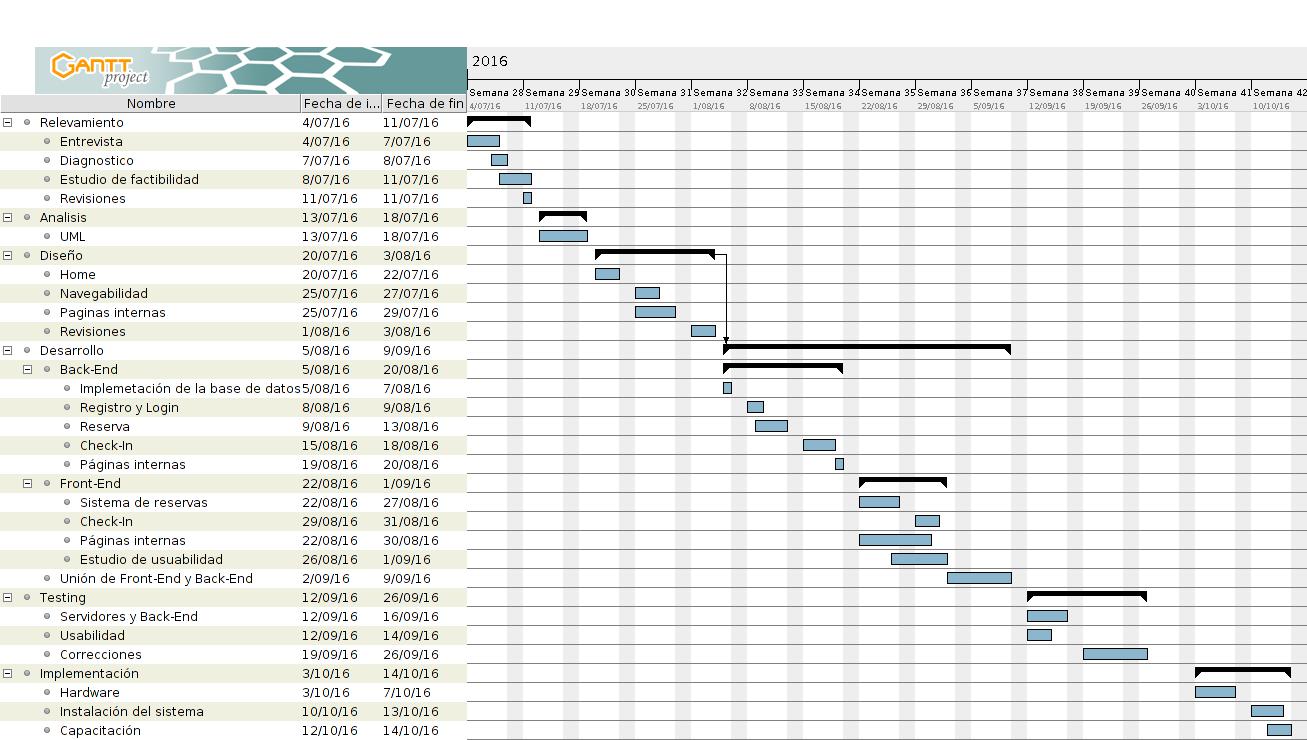 GANTT project
2016
Semana 28 Semana 29 Semana 30 Semana 31 Semana 32 Semana 33 Semana 34 Semana 35 Semana 36 Semana 37 Semana 38 Semana 39 Semana 40 Semana 41 Semana 42
Nombre Fecha de i... Fecha de fin 4/07/16 11/07/16 18/07/16 25/07/16 1/08/16 8/08/16 15/08/16 22/08/16 29/08/16 5/09/16 12/09/16 19/09/16 26/09/16 3/10/16 10/10/16
Relevamiento 4/07/16 11/07/16
Entrevista 4/07/16 7/07/16
Diagnostico 7/07/16 8/07/16
Estudio de factibilidad 8/07/16 11/07/16
Revisiones 11/07/16 11/07/16
Analisis 13/07/16 18/07/16
UML 13/07/16 18/07/16
Diseño 20/07/16 3/08/16
Home 20/07/16 22/07/16
Navegabilidad 25/07/16 27/07/16
Paginas internas 25/07/16 29/07/16
Revisiones 1/08/16 3/08/16
Desarrollo 5/08/16 9/09/16
Back-End 5/08/16 20/08/16
Implemetación de la base de datos 5/08/16 7/08/16
Registro y Login 8/08/16 9/08/16
Reserva 9/08/16 13/08/16
Check-In 15/08/16 18/08/16
Páginas internas 19/08/16 20/08/16
Front-End 22/08/16 1/09/16
Sistema de reservas 22/08/16 27/08/16
Check-In 29/08/16 31/08/16
Páginas internas 22/08/16 30/08/16
Estudio de usuabilidad 26/08/16 1/09/16
Unión de Front-End y Back-End 2/09/16 9/09/16
Testing 12/09/16 26/09/16
Servidores y Back-End 12/09/16 16/09/16
Usabilidad 12/09/16 14/09/16
Correcciones 19/09/16 26/09/16
Implementación 3/10/16 14/10/16
Hardware 3/10/16 7/10/16
Instalación del sistema 10/10/16 13/10/16
Capacitación 12/10/16 14/10/16